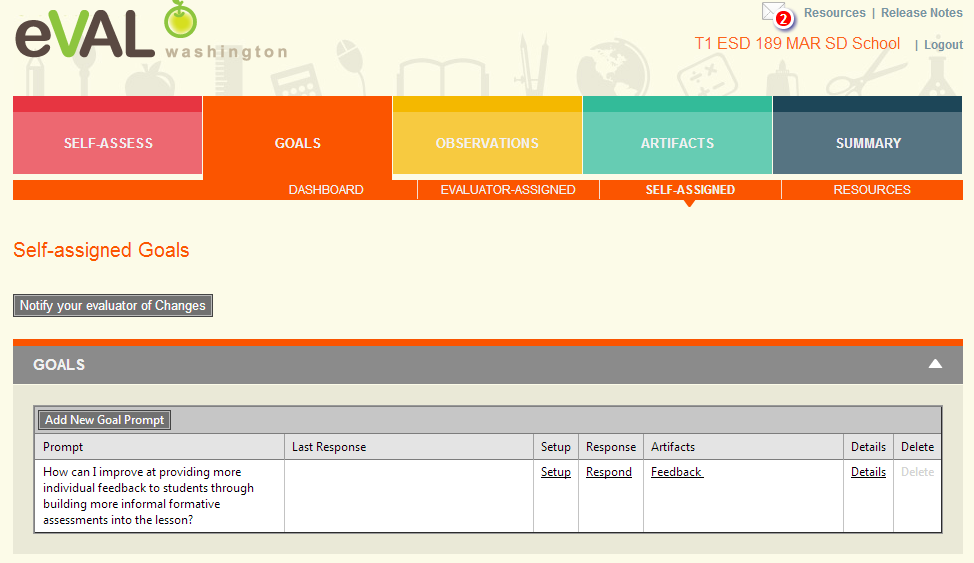 eVAL
washington
2
Resources | Release Notes
T1 ESD 189 MAR SD School | Logout
SELF-ASSESS GOALS OBSERVATIONS ARTIFACTS SUMMARY
DASHBOARD EVALUATOR-ASSIGNED SELF-ASSIGNED RESOURCES
Self-assigned Goals
Notify your evaluator of Changes
GOALS
Add New Goal Prompt
Prompt Last Response Setup Response Artifacts Details Delete
How can I improve at providing more Setup Respond Feedback Details Delete
individual feedback to students through
building more informal formative
assessments into the lesson?